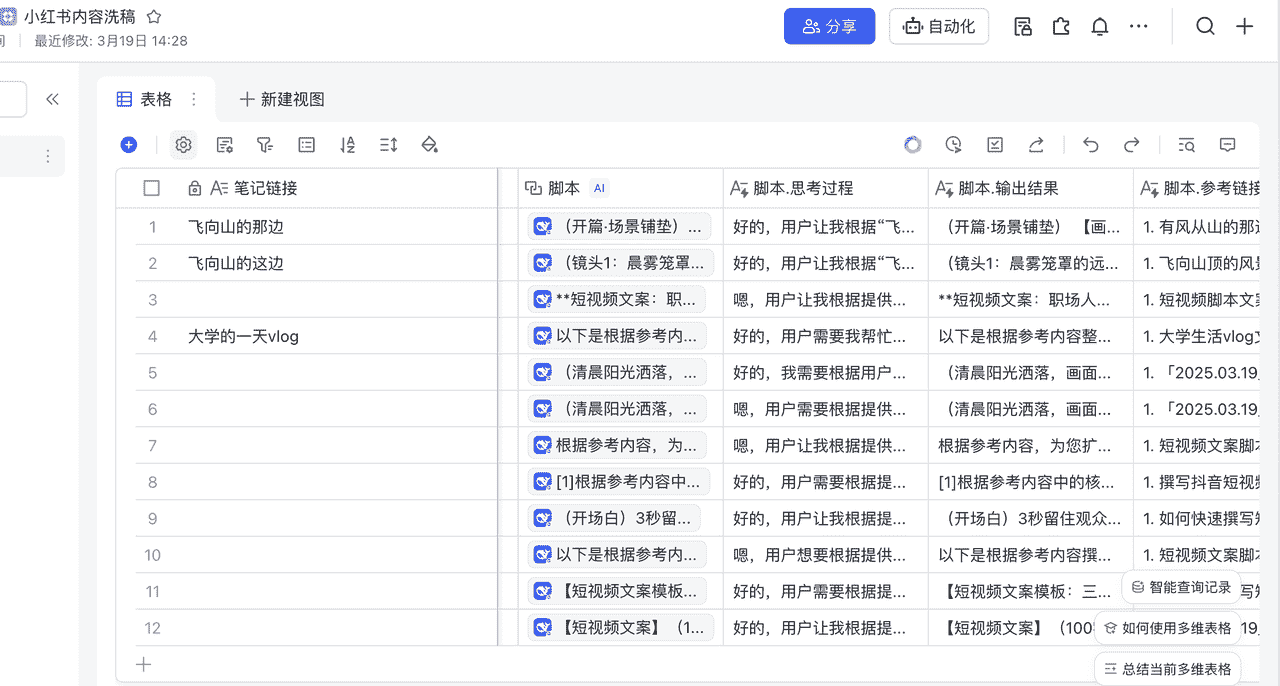 小红书内容洗稿
最近修改: 3月19日 14:28
分享
自动化
表格
新建视图
笔记链接 脚本 AI 脚本.思考过程 脚本.输出结果 脚本.参考链接
1 飞向山的那边 （开篇·场景铺垫）... 好的，用户让我根据“飞... （开篇·场景铺垫） 【画... 1. 有风从山的那
2 飞向山的这边 （镜头1：晨雾笼罩... 好的，用户让我根据“飞... （镜头1：晨雾笼罩的远... 1. 飞向山顶的风
3 **短视频文案：职... 嗯，用户让我根据提供... **短视频文案：职场人... 1. 短视频脚本文
4 大学的一天vlog 以下是根据参考内... 好的，用户需要我帮忙... 以下是根据参考内容整... 1. 大学生活vlog
5 （清晨阳光洒落，... 好的，我需要根据用户... （清晨阳光洒落，画面... 1. 「2025.03.19
6 （清晨阳光洒落，... 嗯，用户需要根据提供... （清晨阳光洒落，画面... 1. 「2025.03.19
7 根据参考内容，为... 嗯，用户让我根据提供... 根据参考内容，为您扩... 1. 短视频文案脚
8 [1]根据参考内容中... 好的，用户需要根据提... [1]根据参考内容中的核... 1. 撰写抖音短视
9 （开场白）3秒留... 好的，用户让我根据提... （开场白）3秒留住观众... 1. 如何快速撰写
10 以下是根据参考内... 嗯，用户想要根据提供... 以下是根据参考内容撰... 1. 短视频文案脚
11 【短视频文案模板... 好的，用户需要根据提... 【短视频文案模板：三...
智能查询记录
12 【短视频文案】（1... 好的，用户让我根据提... 【短视频文案】（100
如何使用多维表格
总结当前多维表格